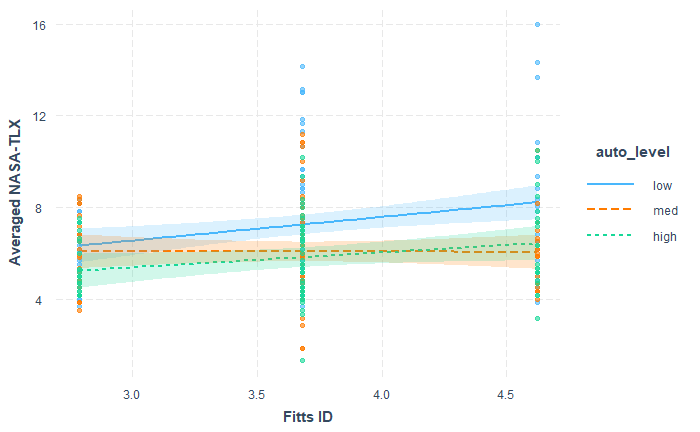 16
12
8
4
Averaged NASA-TLX
3.0 3.5 4.0 4.5
Fitts ID
auto_level
low
med
high